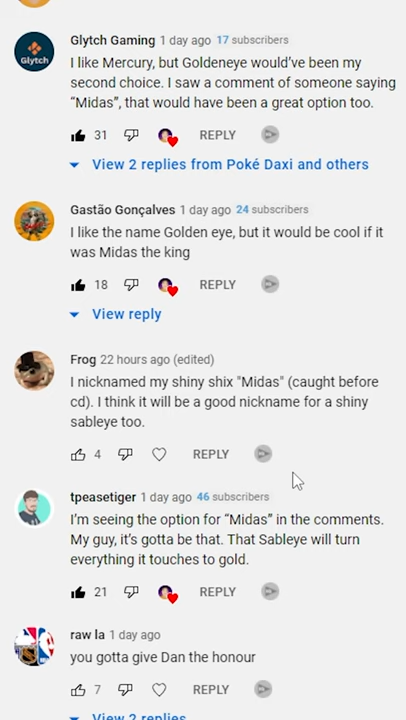 Glytch Gaming 1 day ago 17 subscribers
Glytch
I like Mercury, but Goldeneye would've been my
second choice. I saw a comment of someone saying
“Midas”, that would have been a great option too.
31 REPLY
View 2 replies from Poké Daxi and others
Gastão Gonçalves 1 day ago 24 subscribers
I like the name Golden eye, but it would be cool if it
was Midas the king
18 REPLY
View reply
Frog 22 hours ago (edited)
I nicknamed my shiny shix "Midas" (caught before
cd). I think it will be a good nickname for a shiny
sableye too.
4 REPLY
tpeasetiger 1 day ago 46 subscribers
I'm seeing the option for “Midas” in the comments.
My guy, it's gotta be that. That Sableye will turn
everything it touches to gold.
21 REPLY
raw la 1 day ago
you gotta give Dan the honour
7 REPLY
View 2 replies